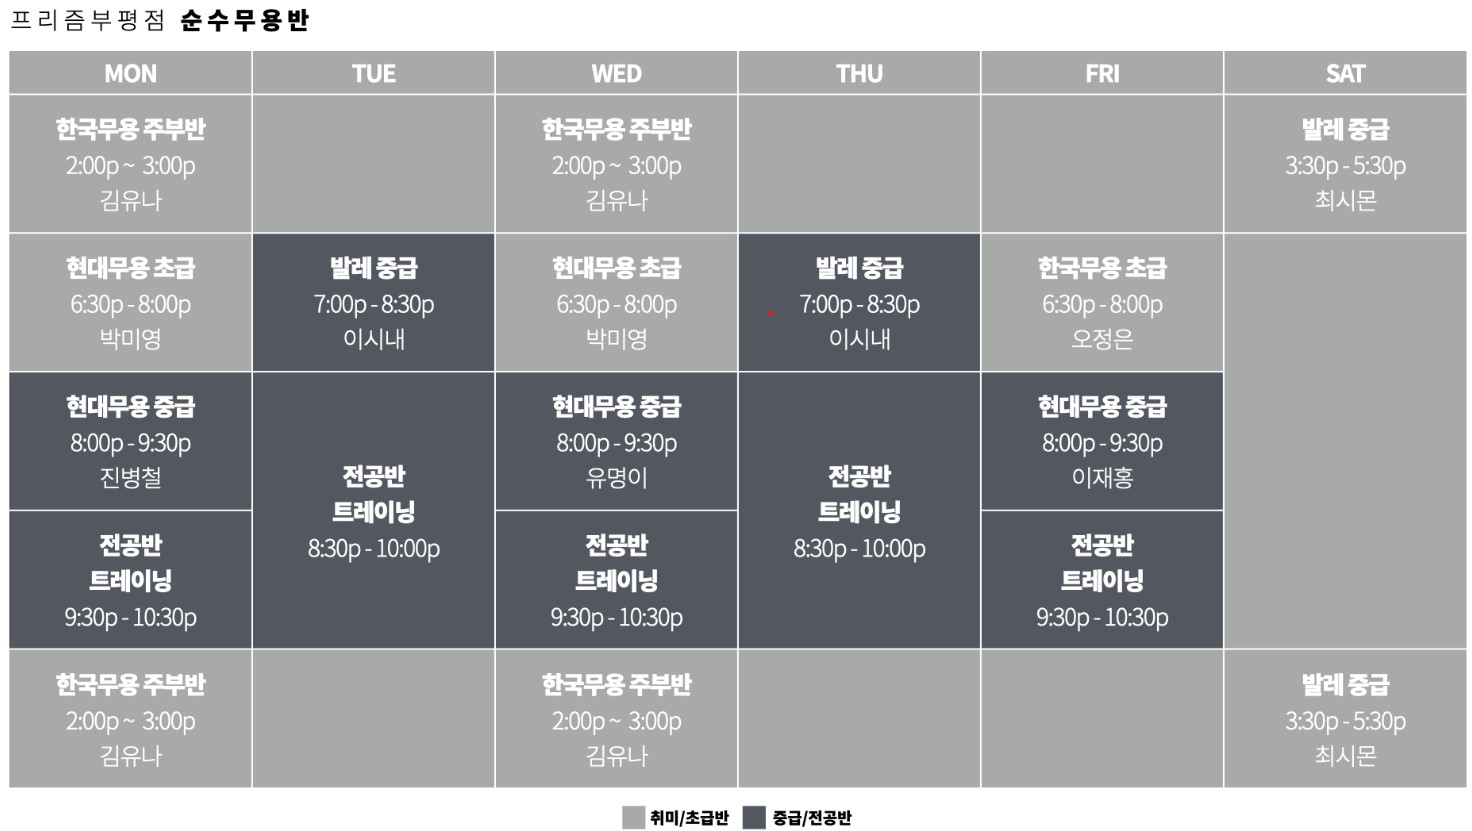 프리즘부평점 순수무용반
MON TUE WED THU FRI SAT
한국무용 주부반 한국무용 주부반 발레 중급
2:00p ~ 3:00p 2:00p ~ 3:00p 3:30p - 5:30p
김유나 김유나 최시몬
현대무용 초급 발레 중급 현대무용 초급 발레 중급 한국무용 초급
6:30p - 8:00p 7:00p - 8:30p 6:30p - 8:00p 7:00p - 8:30p 6:30p - 8:00p
박미영 이시내 박미영 이시내 오정은
현대무용 중급 현대무용 중급 현대무용 중급
8:00p - 9:30p 8:00p - 9:30p 8:00p - 9:30p
진병철 유명이 이재홍
전공반 전공반
트레이닝 트레이닝
8:30p - 10:00p 8:30p - 10:00p
전공반 전공반 전공반
트레이닝 트레이닝 트레이닝
9:30p - 10:30p 9:30p - 10:30p 9:30p - 10:30p
한국무용 주부반 한국무용 주부반 발레 중급
2:00p ~ 3:00p 2:00p ~ 3:00p 3:30p - 5:30p
김유나 김유나 최시몬
취미/초급반 중급/전공반